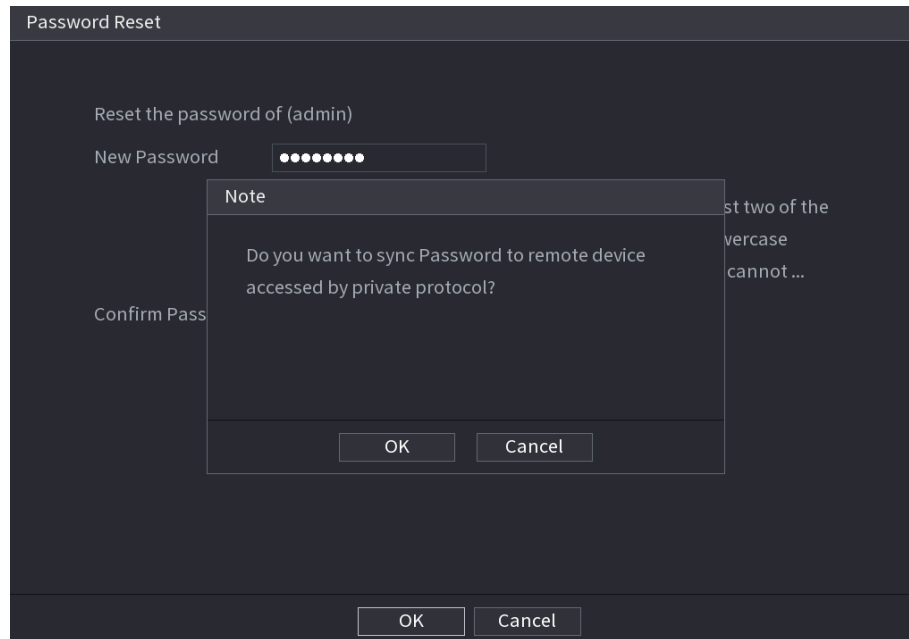 Password Reset
Reset the password of (admin)
New Password
Note
st two of the
Do you want to sync Password to remote device
wercase
accessed by private protocol?
cannot ...
Confirm Pass
OK Cancel
OK Cancel